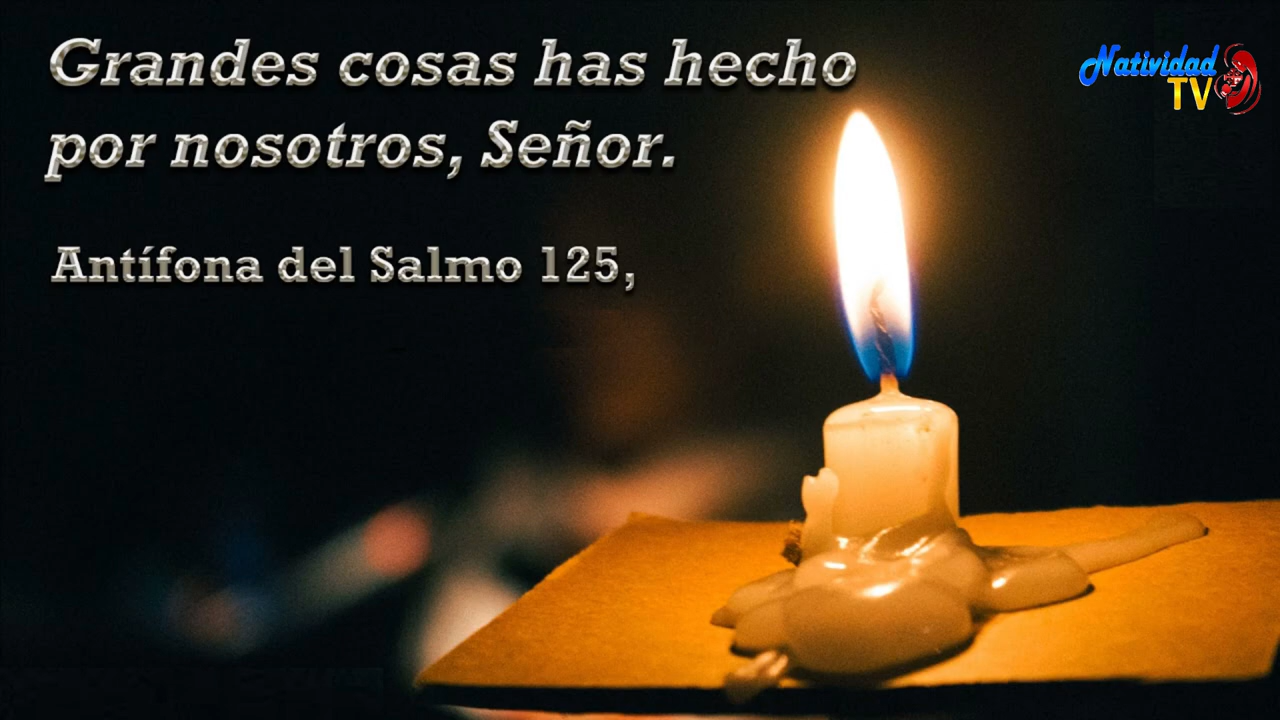 Grandes cosas has hecho
por nosotros, Señor.
Antífona del Salmo 125,
Natividad
TV